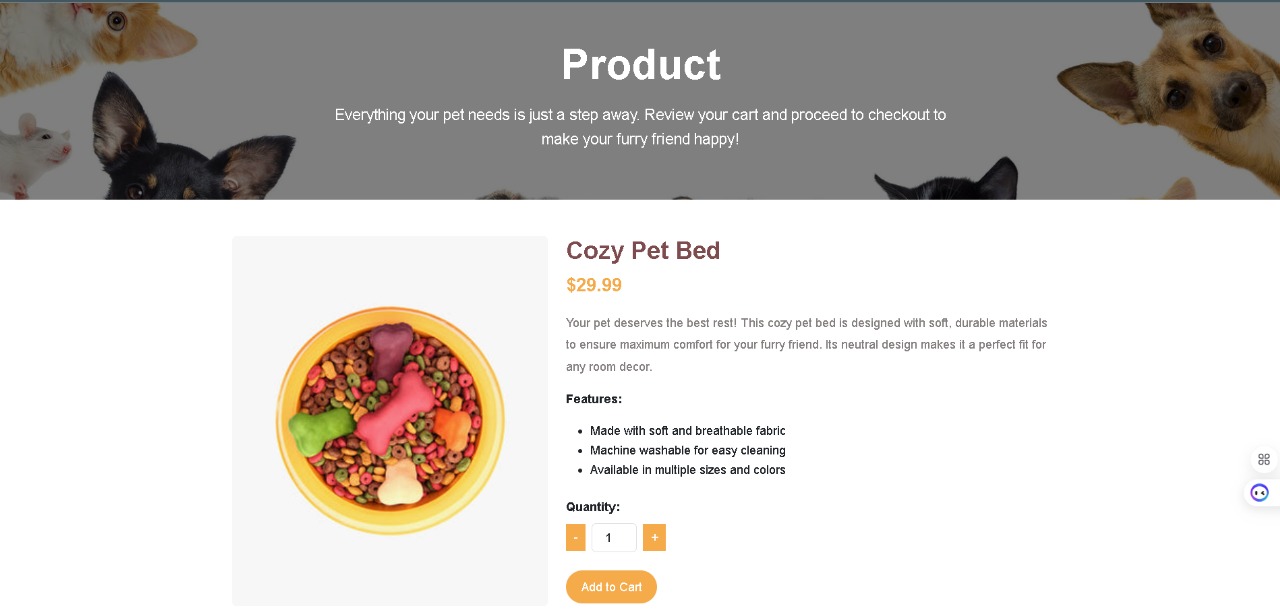 Product
Everything your pet needs is just a step away. Review your cart and proceed to checkout to
make your furry friend happy!
Cozy Pet Bed
$29.99
Your pet deserves the best rest! This cozy pet bed is designed with soft, durable materials
to ensure maximum comfort for your furry friend. Its neutral design makes it a perfect fit for
any room decor.
Features:
Made with soft and breathable fabric
Machine washable for easy cleaning
Available in multiple sizes and colors
Quantity:
- 1 +
Add to Cart